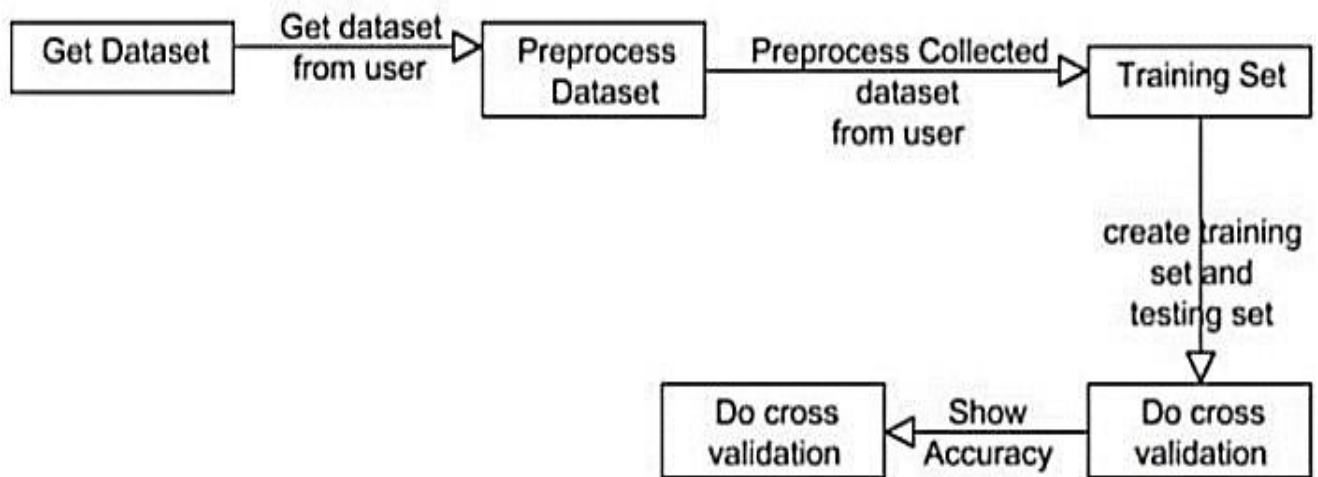 Get Dataset
Get dataset
from user
Preprocess
Dataset
Preprocess Collected
dataset
from user
Training Set
create training
set and
testing set
Do cross
validation
Show
Accuracy
Do cross
validation